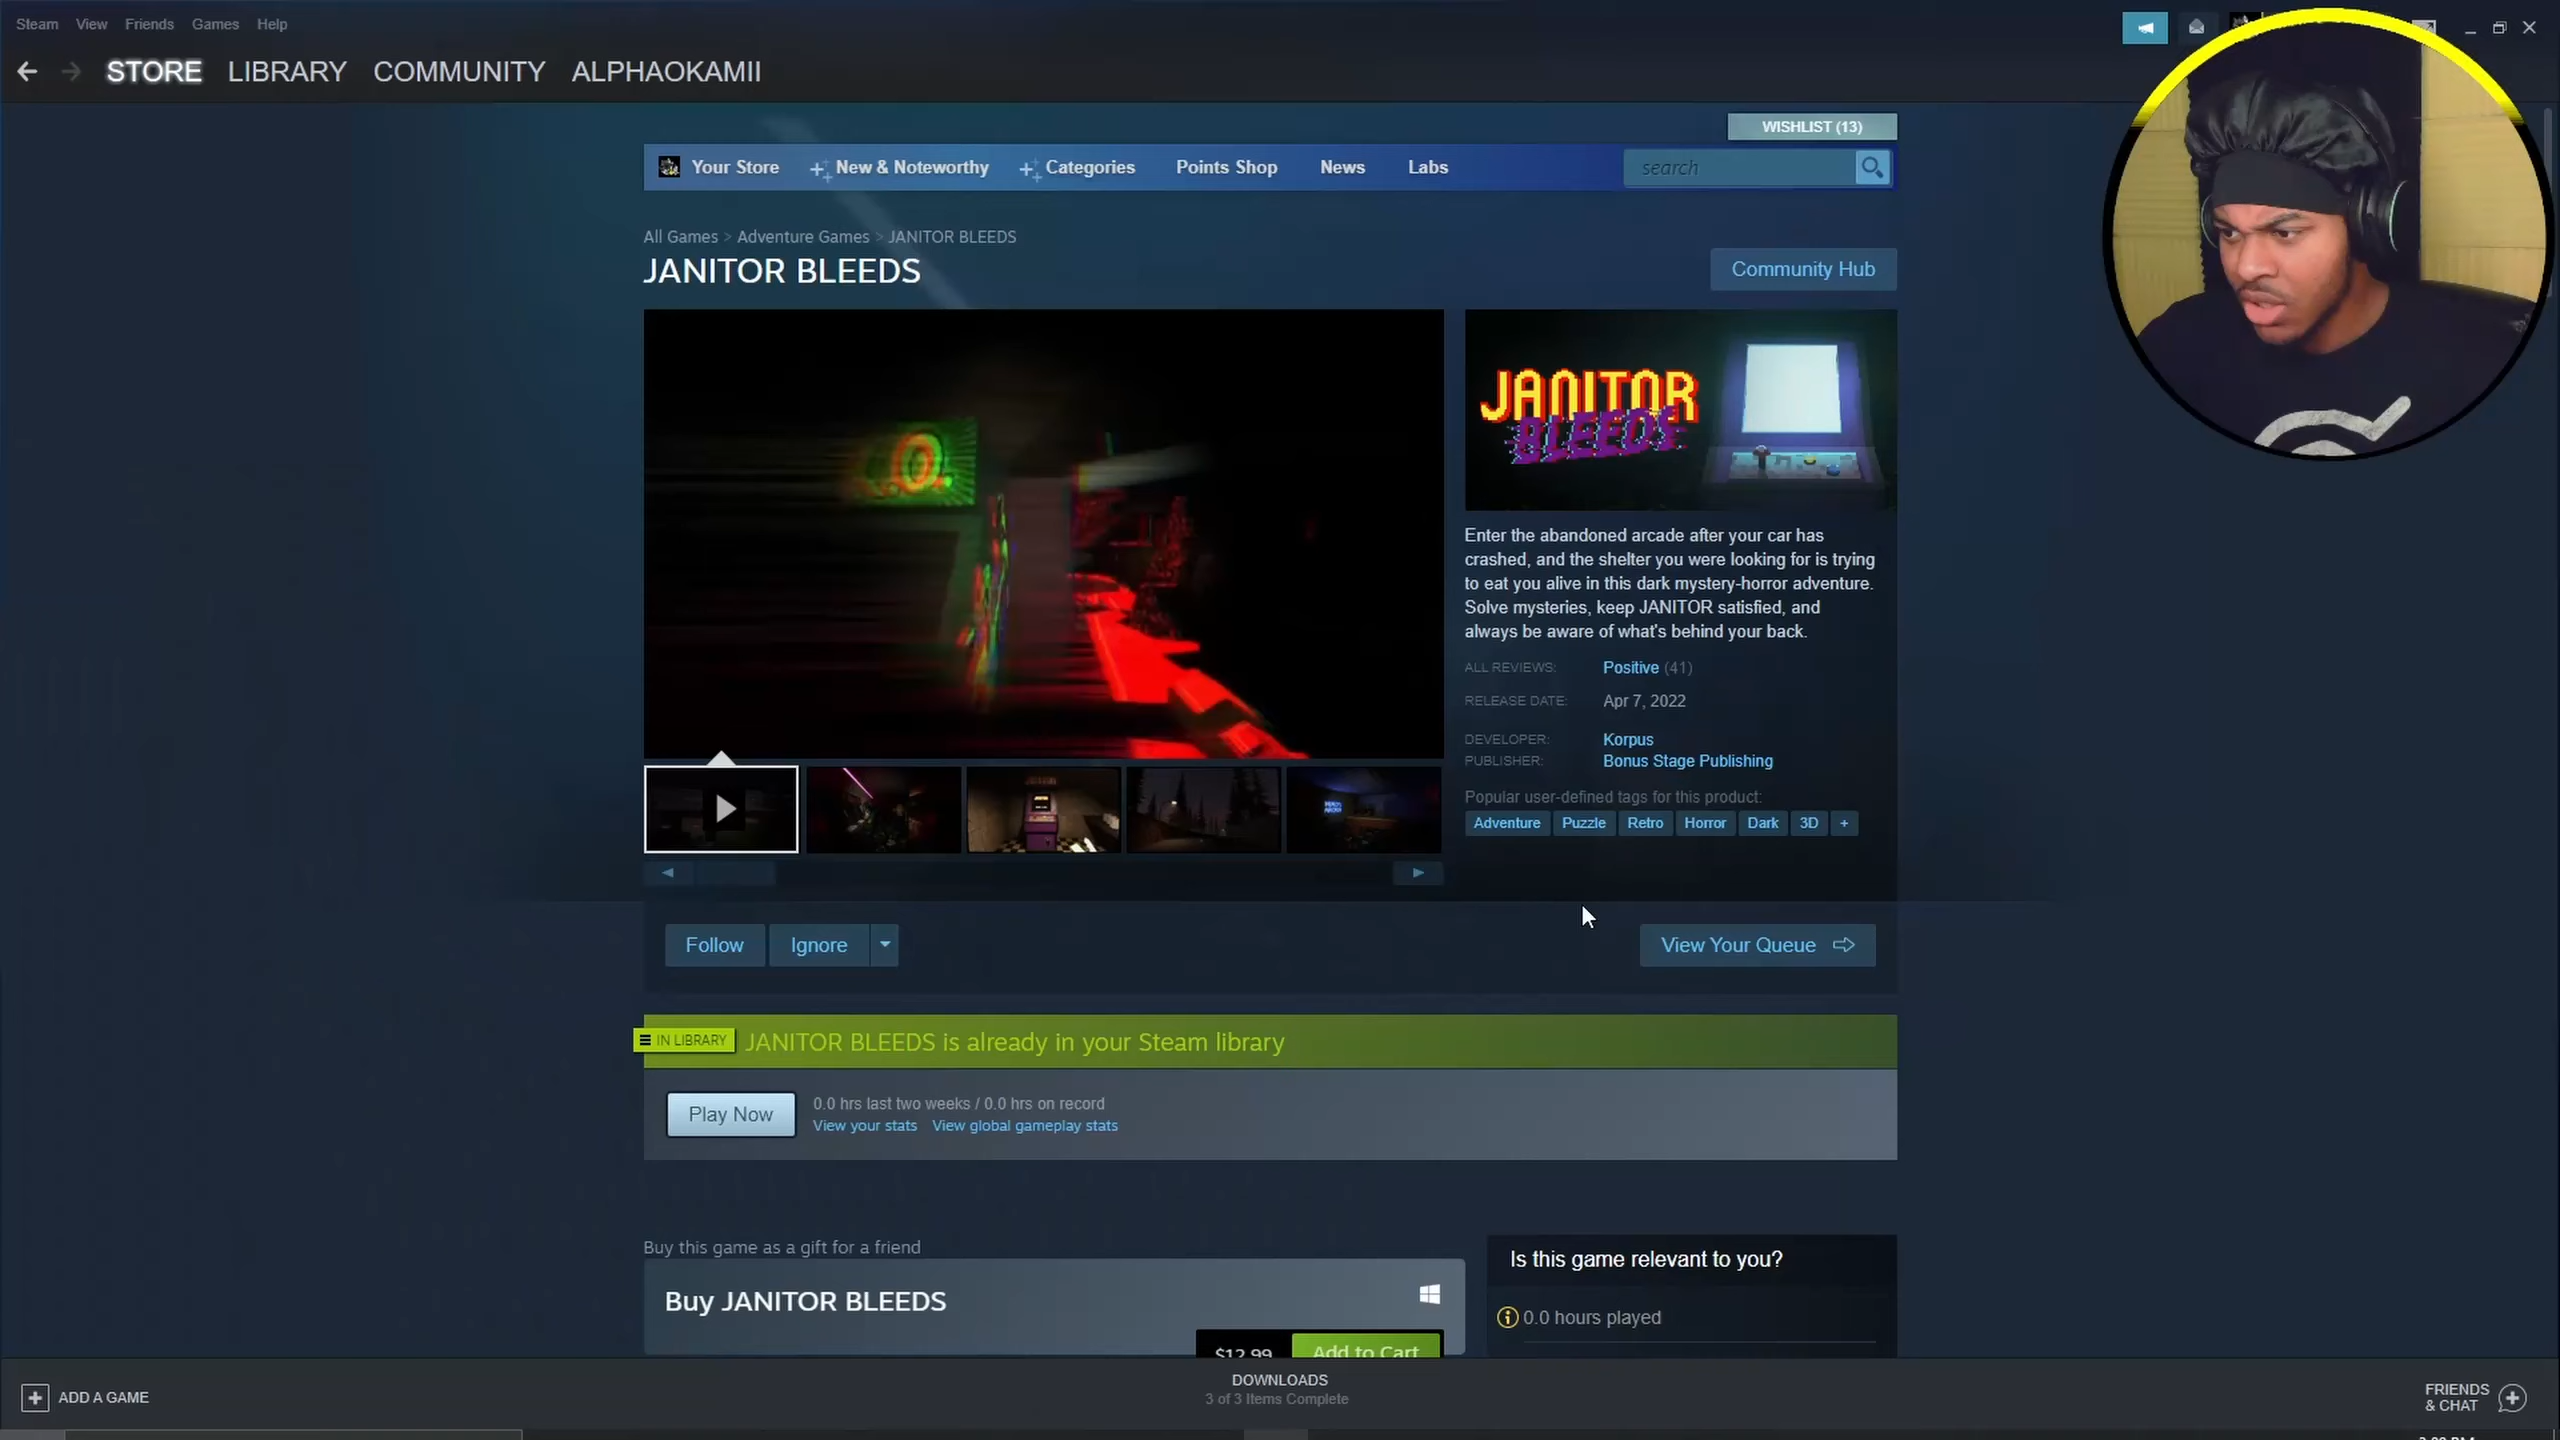 Steam View Friends Games Help
STORE LIBRARY COMMUNITY ALPHAOKAMII
WISHLIST (13)
Your Store New & Noteworthy Categories Points Shop News Labs search
All Games > Adventure Games > JANITOR BLEEDS
JANITOR BLEEDS
Community Hub
JANITOR
BLEEDS
Enter the abandoned arcade after your car has
crashed, and the shelter you were looking for is trying
to eat you alive in this dark mystery-horror adventure.
Solve mysteries, keep JANITOR satisfied, and
always be aware of what's behind your back.
ALL REVIEWS: Positive (41)
RELEASE DATE: Apr 7, 2022
DEVELOPER: Korpus
PUBLISHER: Bonus Stage Publishing
Popular user-defined tags for this product:
Adventure Puzzle Retro Horror Dark 3D +
Follow Ignore View Your Queue
IN LIBRARY JANITOR BLEEDS is already in your Steam library
Play Now
0.0 hrs last two weeks / 0.0 hrs on record
View your stats View global gameplay stats
Buy this game as a gift for a friend
Buy JANITOR BLEEDS
$12.99 Add to Cart
Is this game relevant to you?
0.0 hours played
ADD A GAME
DOWNLOADS
3 of 3 Items Complete
FRIENDS
& CHAT